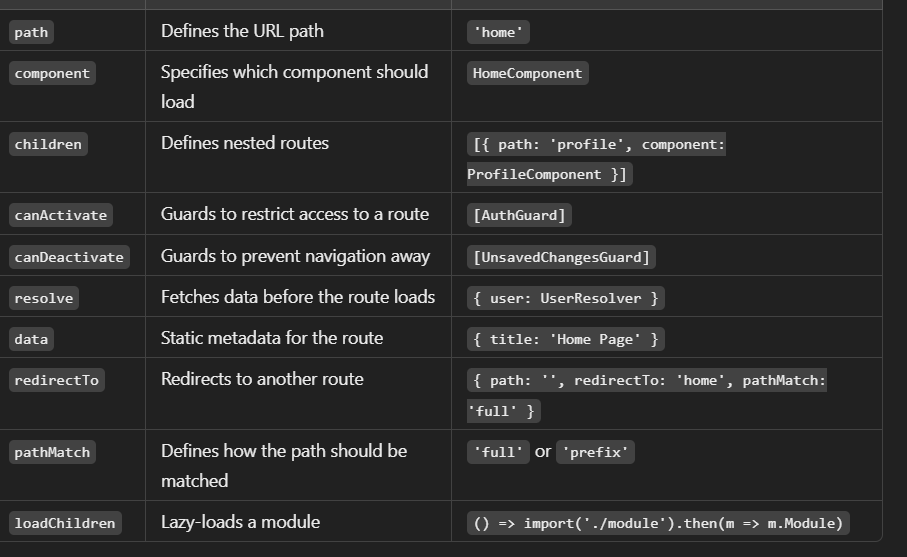 path Defines the URL path 'home'
component Specifies which component should HomeComponent
load
children Defines nested routes [{ path: 'profile', component:
ProfileComponent }]
canActivate Guards to restrict access to a route [AuthGuard]
canDeactivate Guards to prevent navigation away [UnsavedChangesGuard]
resolve Fetches data before the route loads { user: UserResolver }
data Static metadata for the route { title: 'Home Page' }
redirectTo Redirects to another route { path: '', redirectTo: 'home', pathMatch:
'full' }
pathMatch Defines how the path should be 'full' or 'prefix'
matched
loadChildren Lazy-loads a module () => import('./module').then(m => m.Module)